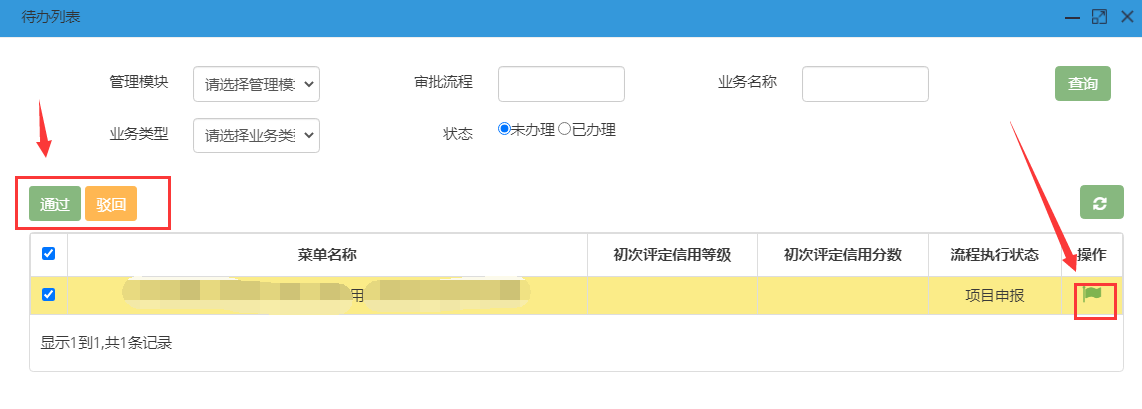 待办列表
管理模块 请选择管理模 审批流程 业务名称 查询
业务类型 请选择业务类 状态 未办理 已办理
通过 驳回
菜单名称 初次评定信用等级 初次评定信用分数 流程执行状态 操作
用 项目申报
显示1到1,共1条记录